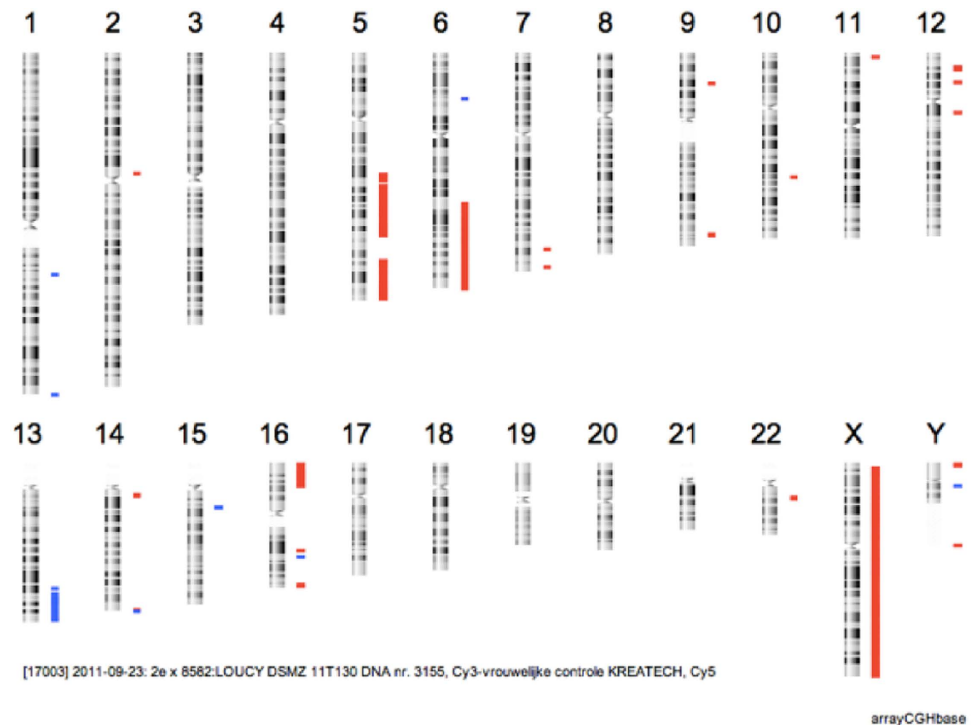 1 2 3 4 5 6 7 8 9 10 11 12
13 14 15 16 17 18 19 20 21 22 X Y
[17003] 2011-09-23: 2e x 8582:LOUCY DSMZ 11T130 DNA nr. 3155, Cy3-vrouwelijke controle KREATECH, Cy5
arrayCGHbase